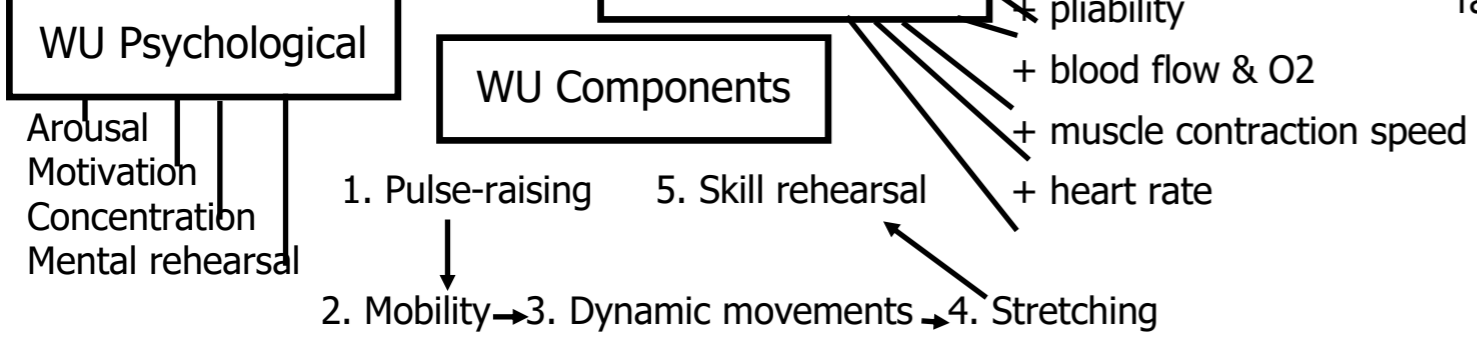 + pliability
WU Psychological
+ blood flow & O2
WU Components
Arousal
+ muscle contraction speed
Motivation
1. Pulse-raising
5. Skill rehearsal
+ heart rate
Concentration
Mental rehearsal
2. Mobility
3. Dynamic movements
4. Stretching